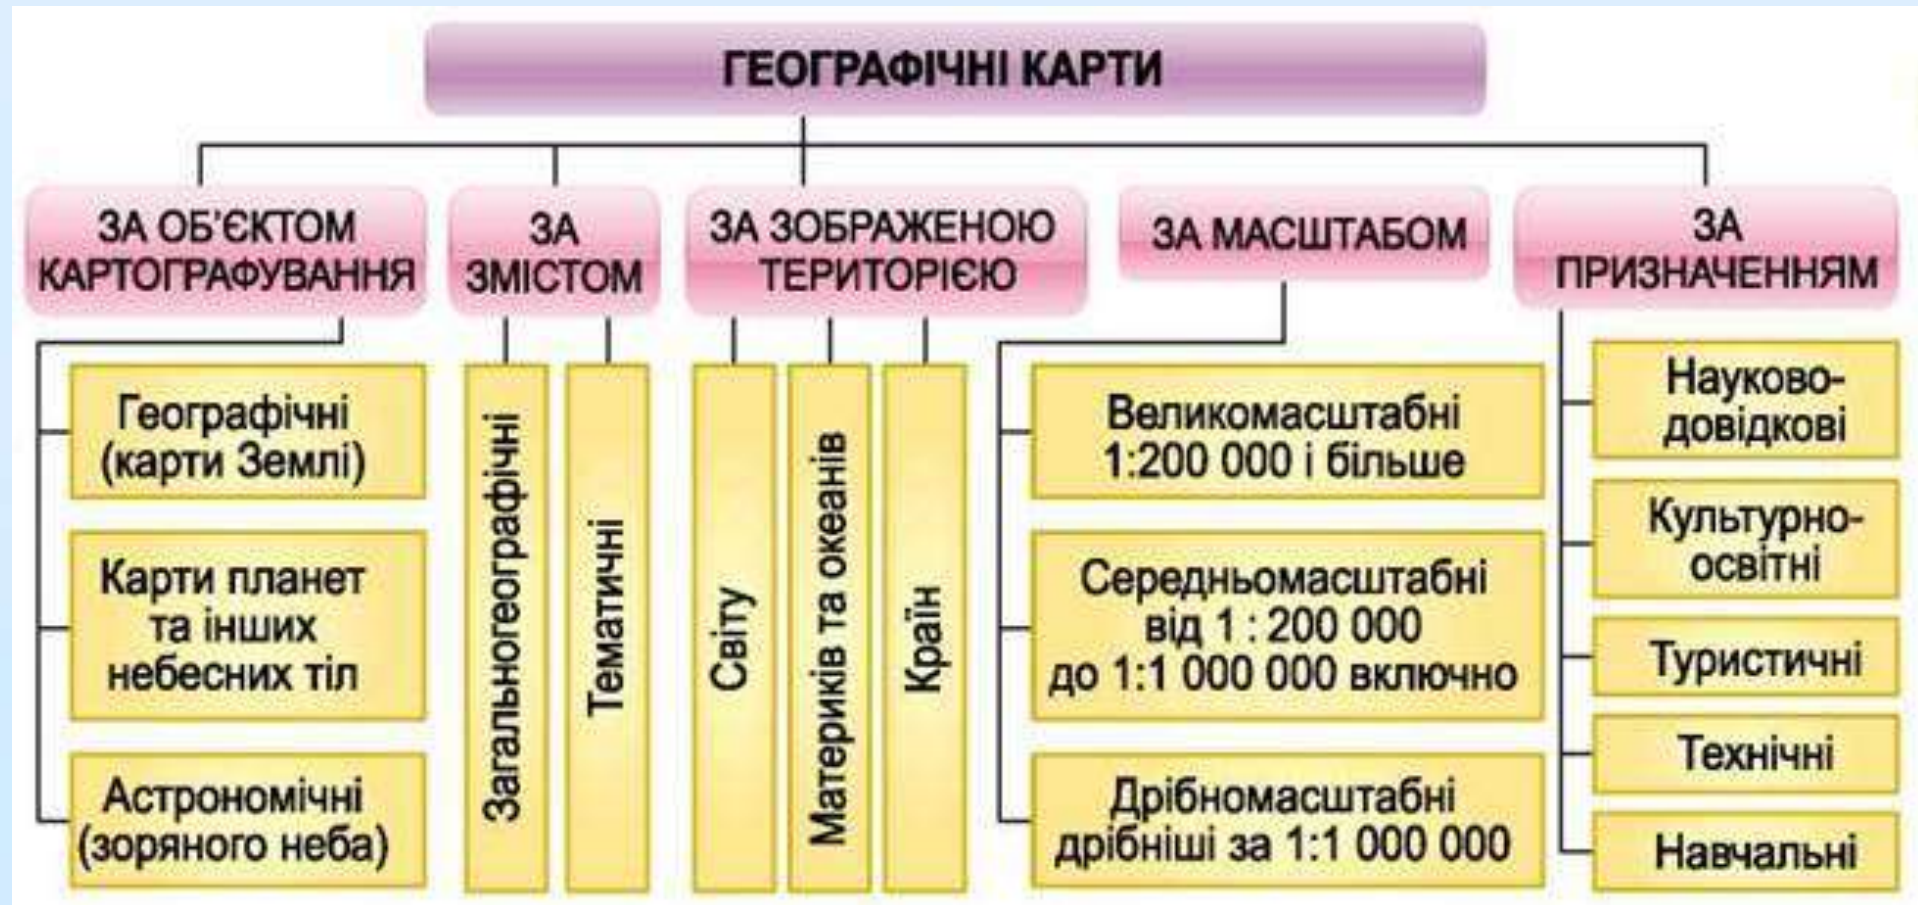 ГЕОГРАФІЧНІ КАРТИ
ЗА ОБ'ЄКТОМ
КАРТОГРАФУВАННЯ
Географічні
(карти Землі)
Карти планет
та інших
небесних тіл
Астрономічні
(зоряного неба)
ЗА
ЗМІСТОМ
Загальногеографічні
Тематичні
ЗА ЗОБРАЖЕНОЮ
ТЕРИТОРІЄЮ
Світу
Материків та океанів
Країн
ЗА МАСШТАБОМ
Великомасштабні
1:200 000 і більше
Середньомасштабні
від 1 : 200 000
до 1:1 000 000 включно
Дрібномасштабні
дрібніші за 1:1 000 000
ЗА
ПРИЗНАЧЕННЯМ
Науково-
довідкові
Культурно-
освітні
Туристичні
Технічні
Навчальні